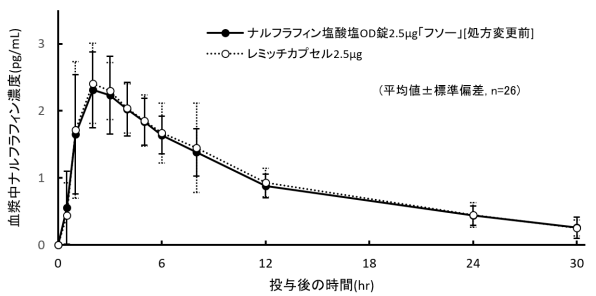 ナルフラフィン塩酸塩OD錠2.5μg「フソー」[処方変更前]
レミッチカプセル2.5μg
(平均値±標準偏差, n=26)
血漿中ナルフラフィン濃度(pg/mL)
3
2
1
0
0 6 12 18 24 30
投与後の時間(hr)